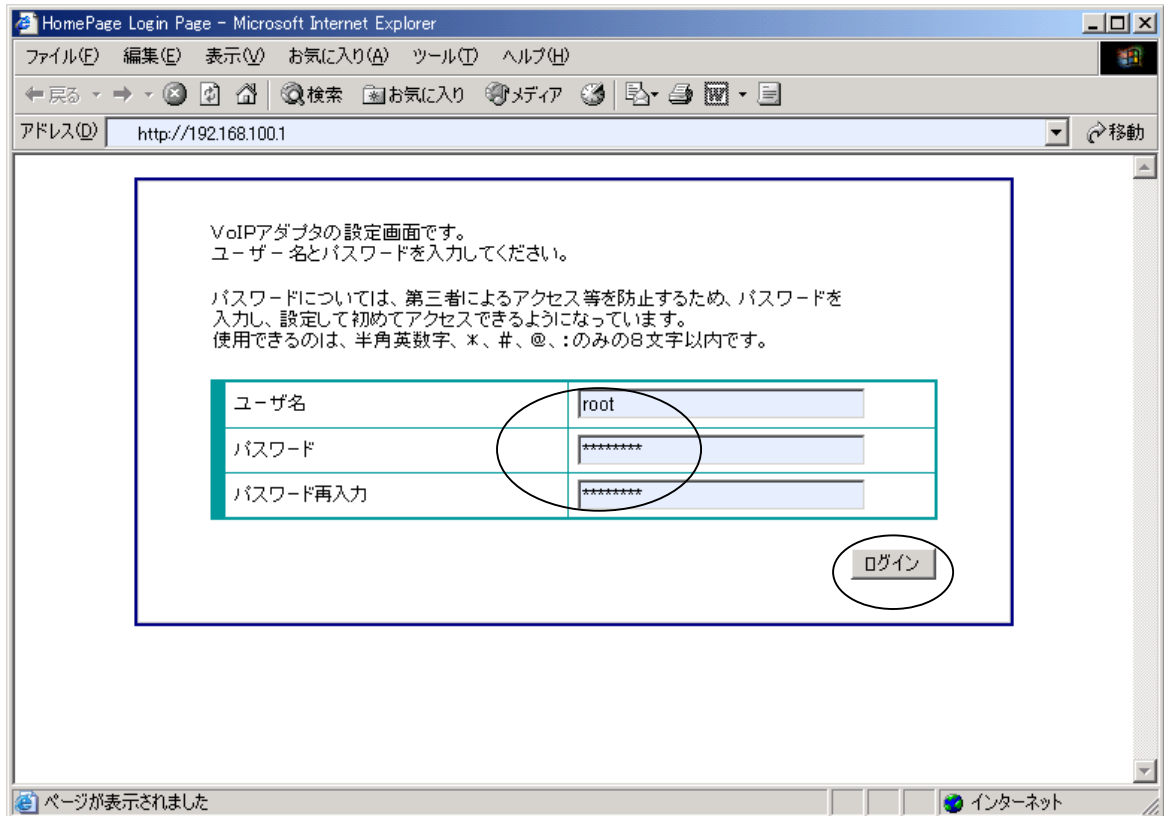 HomePage Login Page - Microsoft Internet Explorer
ファイル(F) 編集(E) 表示(V) お気に入り(A) ツール(T) ヘルプ(H)
戻る 検索 お気に入り メディア
アドレス(D) http://192.168.100.1 移動
VoIPアダプタの設定画面です。
ユーザー名とパスワードを入力してください。
パスワードについては、第三者によるアクセス等を防止するため、パスワードを
入力し、設定して初めてアクセスできるようになっています。
使用できるのは、半角英数字、*、#、@、:のみの8文字以内です。
ユーザ名 root
パスワード ********
パスワード再入力 ********
ログイン
ページが表示されました インターネット